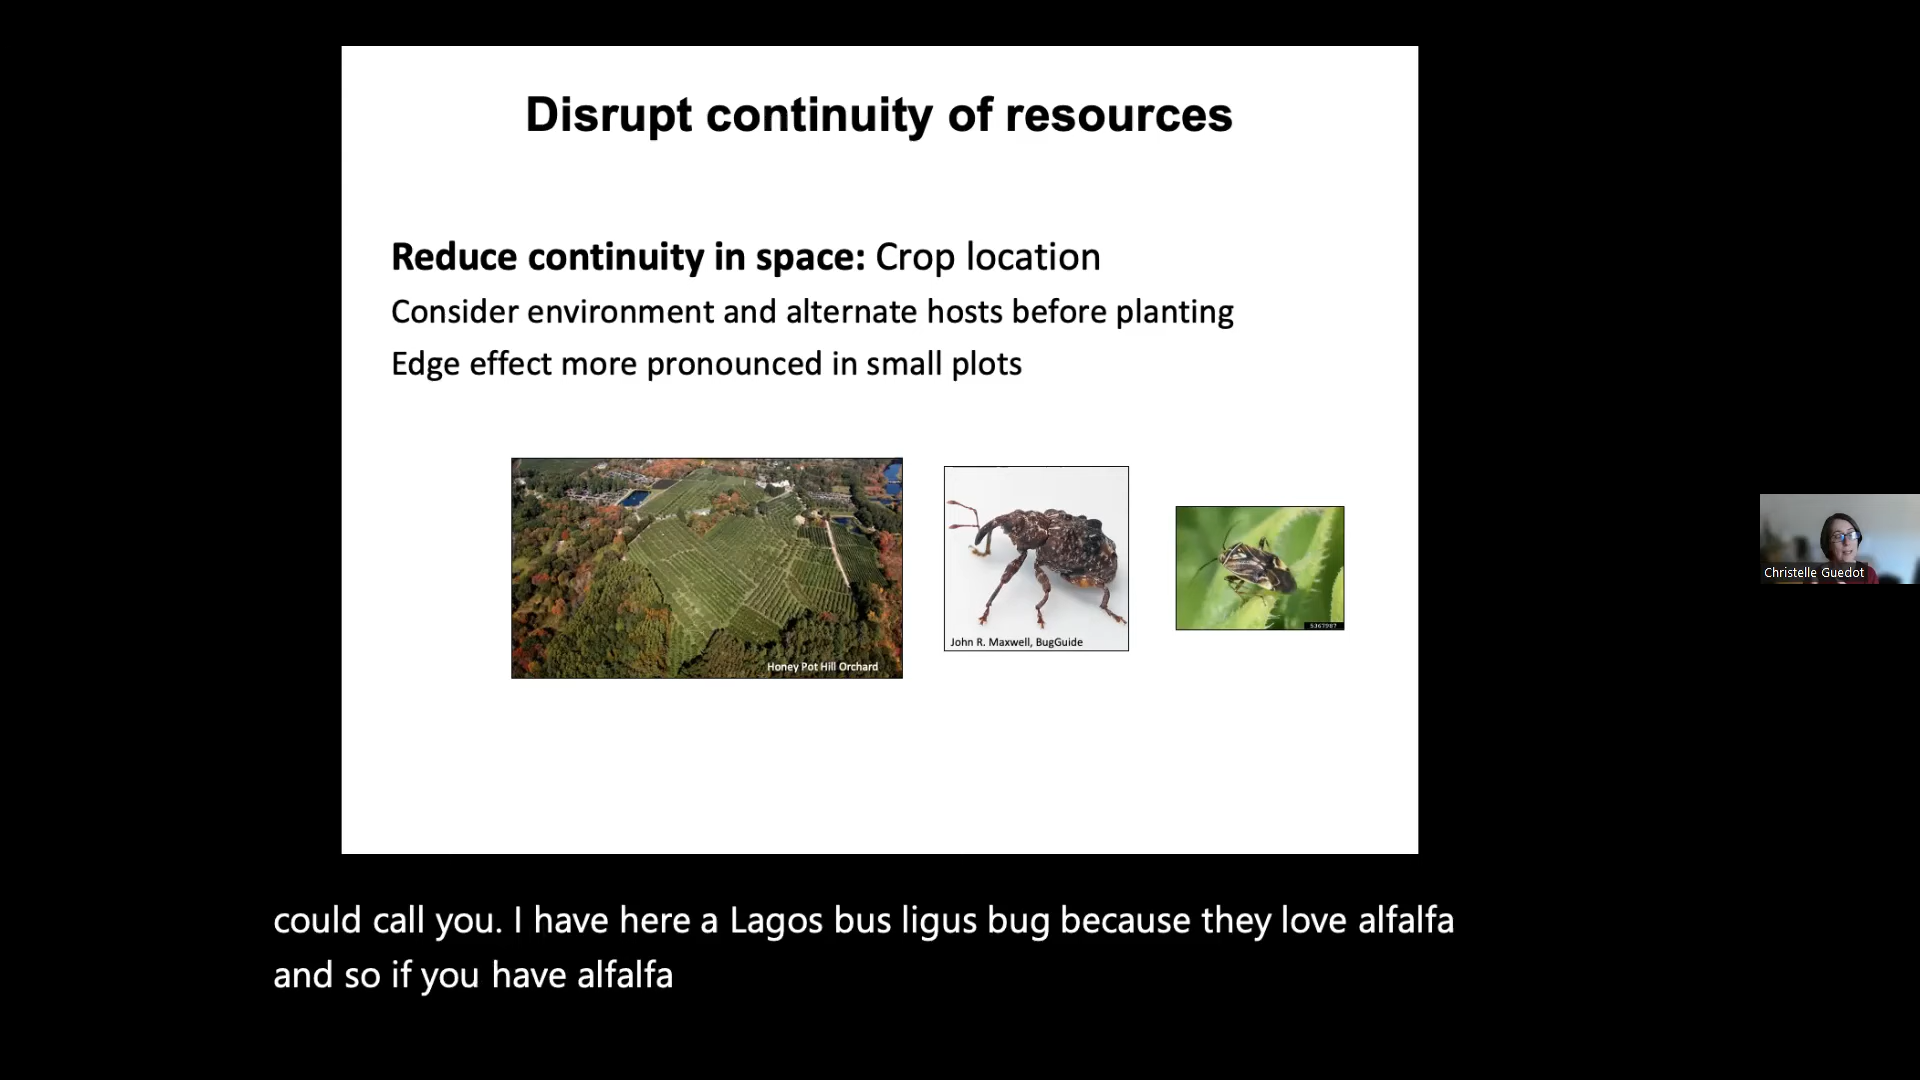 Disrupt continuity of resources
Reduce continuity in space: Crop location
Consider environment and alternate hosts before planting
Edge effect more pronounced in small plots
Honey Pot Hill Orchard
John R. Maxwell, BugGuide
5367987
Christelle Guedot
could call you. I have here a Lagos bus ligus bug because they love alfalfa
and so if you have alfalfa